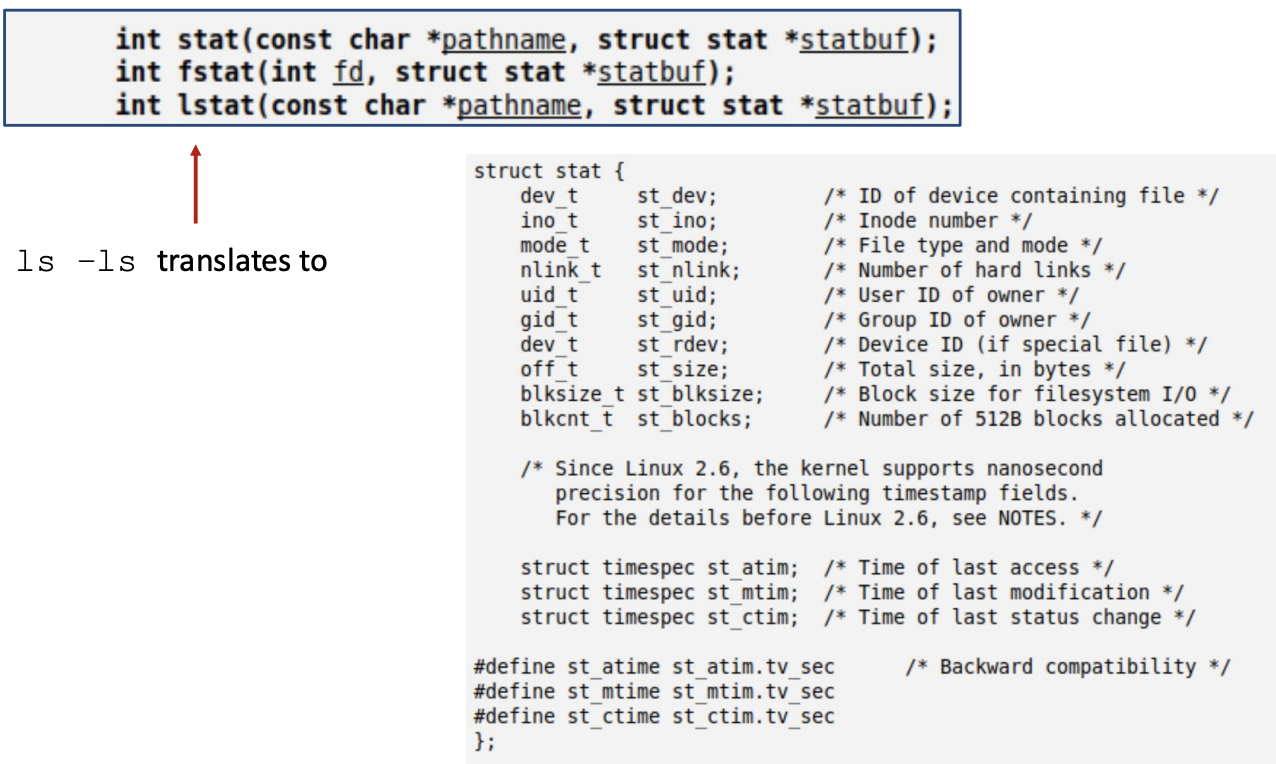 int stat(const char *pathname, struct stat *statbuf);
int fstat(int fd, struct stat *statbuf);
int lstat(const char *pathname, struct stat *statbuf);
ls –ls translates to
struct stat {
    dev_t     st_dev;         /* ID of device containing file */
    ino_t     st_ino;         /* Inode number */
    mode_t    st_mode;        /* File type and mode */
    nlink_t   st_nlink;       /* Number of hard links */
    uid_t     st_uid;         /* User ID of owner */
    gid_t     st_gid;         /* Group ID of owner */
    dev_t     st_rdev;        /* Device ID (if special file) */
    off_t     st_size;        /* Total size, in bytes */
    blksize_t st_blksize;     /* Block size for filesystem I/O */
    blkcnt_t  st_blocks;      /* Number of 512B blocks allocated */
    /* Since Linux 2.6, the kernel supports nanosecond
       precision for the following timestamp fields.
       For the details before Linux 2.6, see NOTES. */
    struct timespec st_atim;  /* Time of last access */
    struct timespec st_mtim;  /* Time of last modification */
    struct timespec st_ctim;  /* Time of last status change */
#define st_atime st_atim.tv_sec      /* Backward compatibility */
#define st_mtime st_mtim.tv_sec
#define st_ctime st_ctim.tv_sec
};